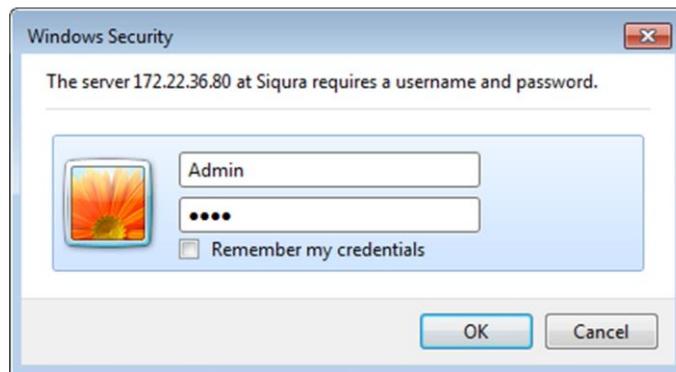 Windows Security
The server 172.22.36.80 at Siqura requires a username and password.
Admin
••••
Remember my credentials
OK
Cancel